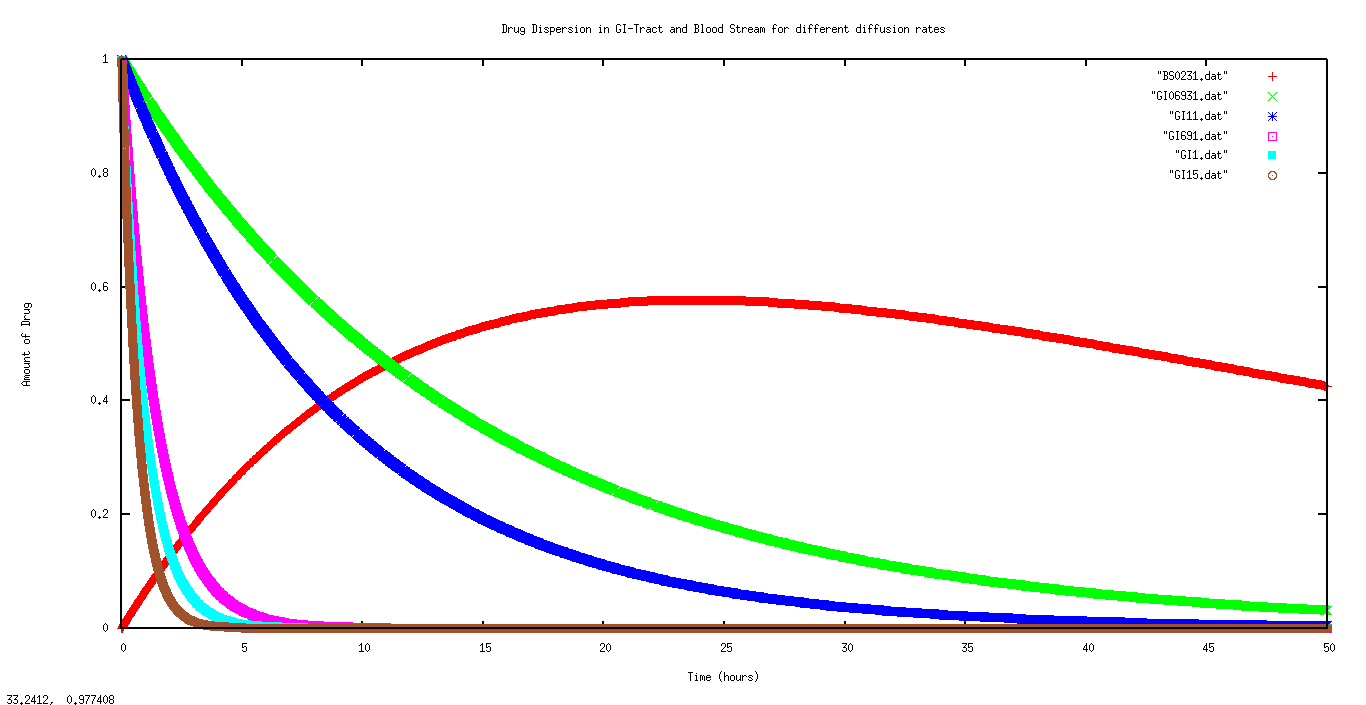 Drug Dispersion in GI-Tract and Blood Stream for different diffusion rates
1
"BS0231.dat"
"GI06931.dat"
"GI11.dat"
"GI691.dat"
"GI1.dat"
"GI15.dat"
0.8
0.6
Amount of Drug
0.4
0.2
0
0 5 10 15 20 25 30 35 40 45 50
Time (hours)
33.2412, 0.977408